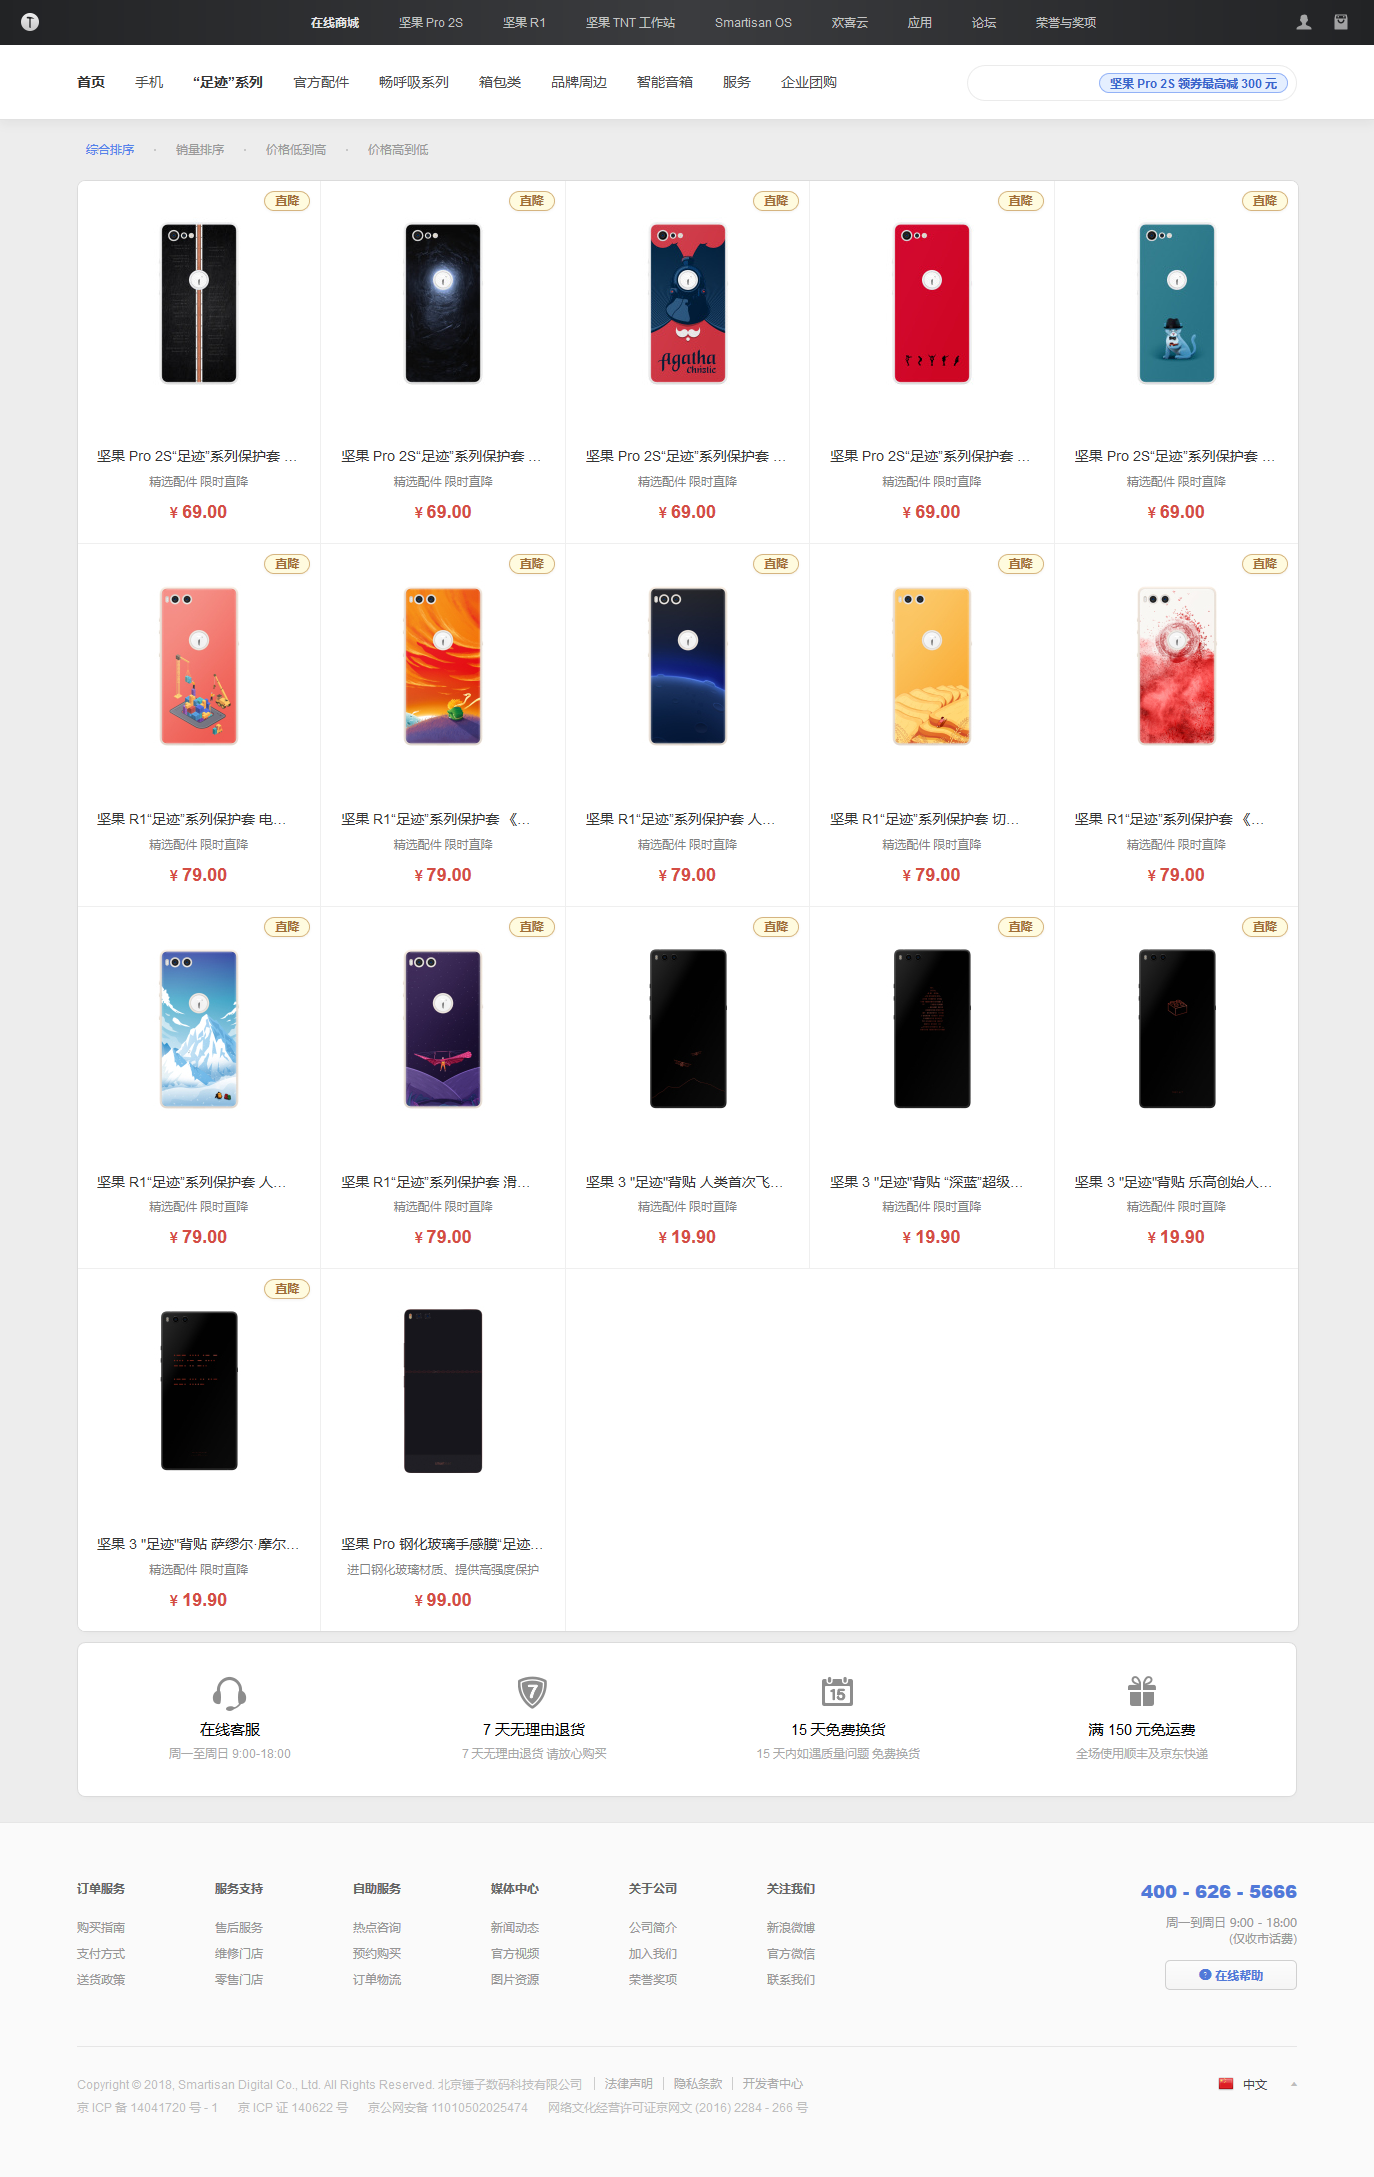 在线商城 坚果 Pro 2S 坚果 R1 坚果 TNT 工作站 Smartisan OS 欢喜云 应用 论坛 荣誉与奖项
首页 手机 “足迹”系列 官方配件 畅呼吸系列 箱包类 品牌周边 智能音箱 服务 企业团购 坚果 Pro 2S 领券最高减 300 元
综合排序 · 销量排序 · 价格低到高 · 价格高到低
直降 直降 直降 直降 直降
Agatha
Christie
坚果 Pro 2S“足迹”系列保护套 ... 坚果 Pro 2S“足迹”系列保护套 ... 坚果 Pro 2S“足迹”系列保护套 ... 坚果 Pro 2S“足迹”系列保护套 ... 坚果 Pro 2S“足迹”系列保护套 ...
精选配件 限时直降 精选配件 限时直降 精选配件 限时直降 精选配件 限时直降 精选配件 限时直降
¥ 69.00 ¥ 69.00 ¥ 69.00 ¥ 69.00 ¥ 69.00
直降 直降 直降 直降 直降
坚果 R1“足迹”系列保护套 电... 坚果 R1“足迹”系列保护套 《... 坚果 R1“足迹”系列保护套 人... 坚果 R1“足迹”系列保护套 切... 坚果 R1“足迹”系列保护套 《...
精选配件 限时直降 精选配件 限时直降 精选配件 限时直降 精选配件 限时直降 精选配件 限时直降
¥ 79.00 ¥ 79.00 ¥ 79.00 ¥ 79.00 ¥ 79.00
直降 直降 直降 直降 直降
坚果 R1“足迹”系列保护套 人... 坚果 R1“足迹”系列保护套 滑... 坚果 3 "足迹"背贴 人类首次飞... 坚果 3 "足迹"背贴 “深蓝”超级... 坚果 3 "足迹"背贴 乐高创始人...
精选配件 限时直降 精选配件 限时直降 精选配件 限时直降 精选配件 限时直降 精选配件 限时直降
¥ 79.00 ¥ 79.00 ¥ 19.90 ¥ 19.90 ¥ 19.90
直降
坚果 3 "足迹"背贴 萨缪尔·摩尔... 坚果 Pro 钢化玻璃手感膜“足迹...
精选配件 限时直降 进口钢化玻璃材质、提供高强度保护
¥ 19.90 ¥ 99.00
7 15
在线客服 7 天无理由退货 15 天免费换货 满 150 元免运费
周一至周日 9:00-18:00 7 天无理由退货 请放心购买 15 天内如遇质量问题 免费换货 全场使用顺丰及京东快递
订单服务 服务支持 自助服务 媒体中心 关于公司 关注我们 400 - 626 - 5666
购买指南 售后服务 热点咨询 新闻动态 公司简介 新浪微博 周一到周日 9:00 - 18:00
(仅收市话费)
支付方式 维修门店 预约购买 官方视频 加入我们 官方微信
送货政策 零售门店 订单物流 图片资源 荣誉奖项 联系我们 在线帮助
Copyright © 2018, Smartisan Digital Co., Ltd. All Rights Reserved. 北京锤子数码科技有限公司 法律声明 隐私条款 开发者中心 中文
京 ICP 备 14041720 号 - 1 京 ICP 证 140622 号 京公网安备 11010502025474 网络文化经营许可证京网文 (2016) 2284 - 266 号